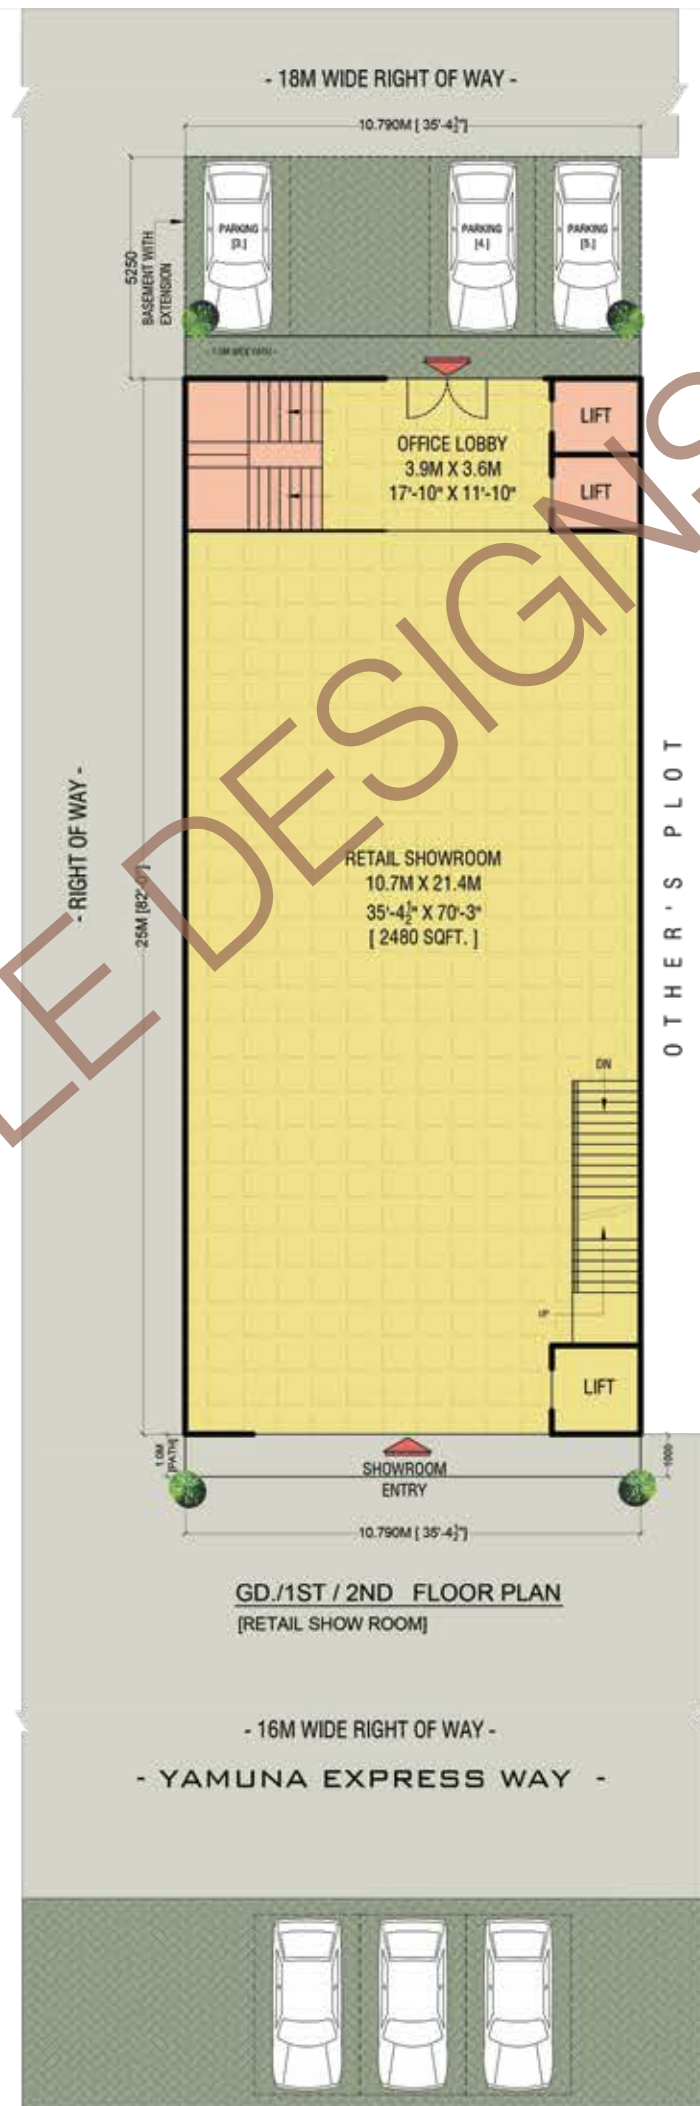 - 18M WIDE RIGHT OF WAY -
10.790M [ 35'-4½"]
PARKING
[3.]
PARKING
[4.]
PARKING
[5.]
5250
BASEMENT WITH
EXTENSION
LIFT
OFFICE LOBBY
3.9M X 3.6M
17'-10" X 11'-10"
LIFT
- RIGHT OF WAY -
25M [82'-0"]
OTHER'S PLOT
RETAIL SHOWROOM
10.7M X 21.4M
35'-4½" X 70'-3"
[ 2480 SQFT. ]
DN
UP
LIFT
1.0M
[PATH]
SHOWROOM
ENTRY
1000
10.790M [ 35'-4½"]
GD./1ST / 2ND FLOOR PLAN
[RETAIL SHOW ROOM]
- 16M WIDE RIGHT OF WAY -
- YAMUNA EXPRESS WAY -
LE DESIGNS